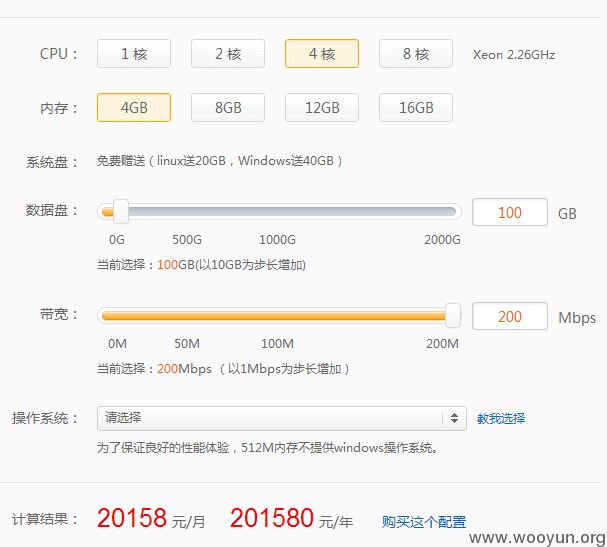 CPU： 1 核 2 核 4 核 8 核 Xeon 2.26GHz
内存： 4GB 8GB 12GB 16GB
系统盘： 免费赠送（linux送20GB，Windows送40GB）
数据盘： 100 GB
0G 500G 1000G 2000G
当前选择：100GB(以10GB为步长增加)
带宽： 200 Mbps
0M 50M 100M 200M
当前选择：200Mbps （以1Mbps为步长增加）
操作系统： 请选择 教我选择
为了保证良好的性能体验，512M内存不提供windows操作系统。
计算结果： 20158 元/月 201580 元/年 购买这个配置
www.wooyun.org